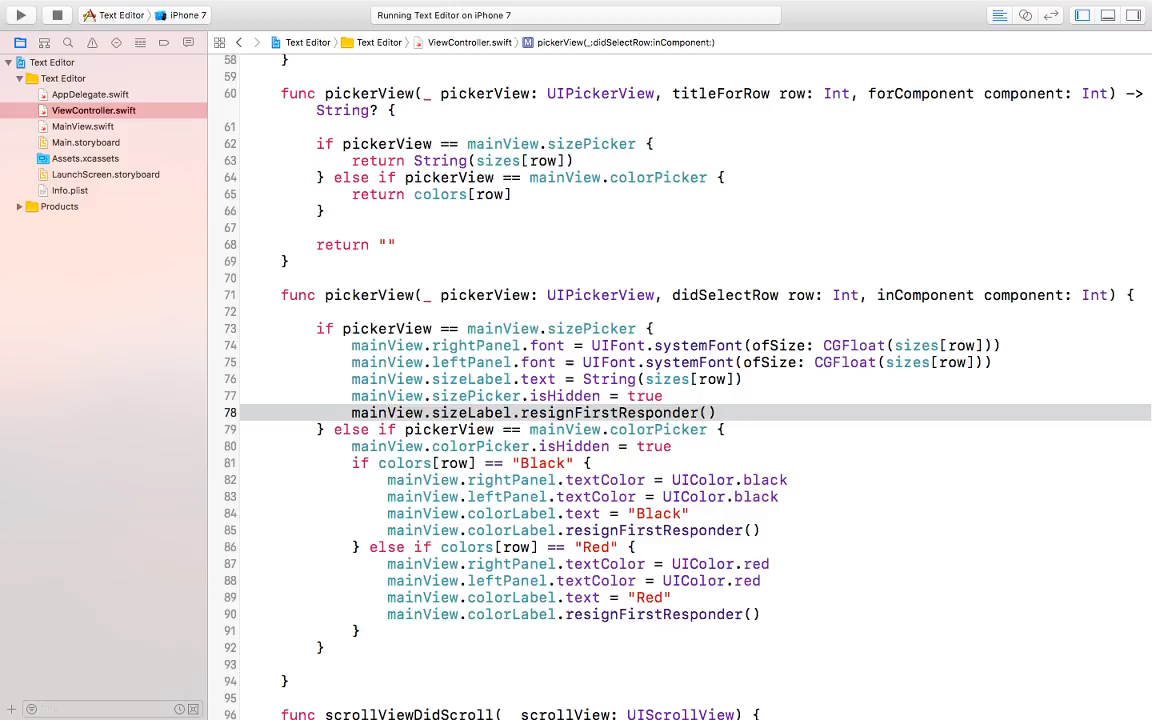 Text Editor iPhone 7
Running Text Editor on iPhone 7
Text Editor Text Editor ViewController.swift M pickerView(_:didSelectRow:inComponent:)
Text Editor
Text Editor
AppDelegate.swift
ViewController.swift
MainView.swift
Main.storyboard
Assets.xcassets
LaunchScreen.storyboard
Info.plist
Products
58 }
59
60 func pickerView(_ pickerView: UIPickerView, titleForRow row: Int, forComponent component: Int) ->
String? {
61
62 if pickerView == mainView.sizePicker {
63 return String(sizes[row])
64 } else if pickerView == mainView.colorPicker {
65 return colors[row]
66 }
67
68 return ""
69 }
70
71 func pickerView(_ pickerView: UIPickerView, didSelectRow row: Int, inComponent component: Int) {
72
73 if pickerView == mainView.sizePicker {
74 mainView.rightPanel.font = UIFont.systemFont(ofSize: CGFloat(sizes[row]))
75 mainView.leftPanel.font = UIFont.systemFont(ofSize: CGFloat(sizes[row]))
76 mainView.sizeLabel.text = String(sizes[row])
77 mainView.sizePicker.isHidden = true
78 mainView.sizeLabel.resignFirstResponder()
79 } else if pickerView == mainView.colorPicker {
80 mainView.colorPicker.isHidden = true
81 if colors[row] == "Black" {
82 mainView.rightPanel.textColor = UIColor.black
83 mainView.leftPanel.textColor = UIColor.black
84 mainView.colorLabel.text = "Black"
85 mainView.colorLabel.resignFirstResponder()
86 } else if colors[row] == "Red" {
87 mainView.rightPanel.textColor = UIColor.red
88 mainView.leftPanel.textColor = UIColor.red
89 mainView.colorLabel.text = "Red"
90 mainView.colorLabel.resignFirstResponder()
91 }
92 }
93
94 }
95
96 func scrollViewDidScroll(_ scrollView: UIScrollView) {